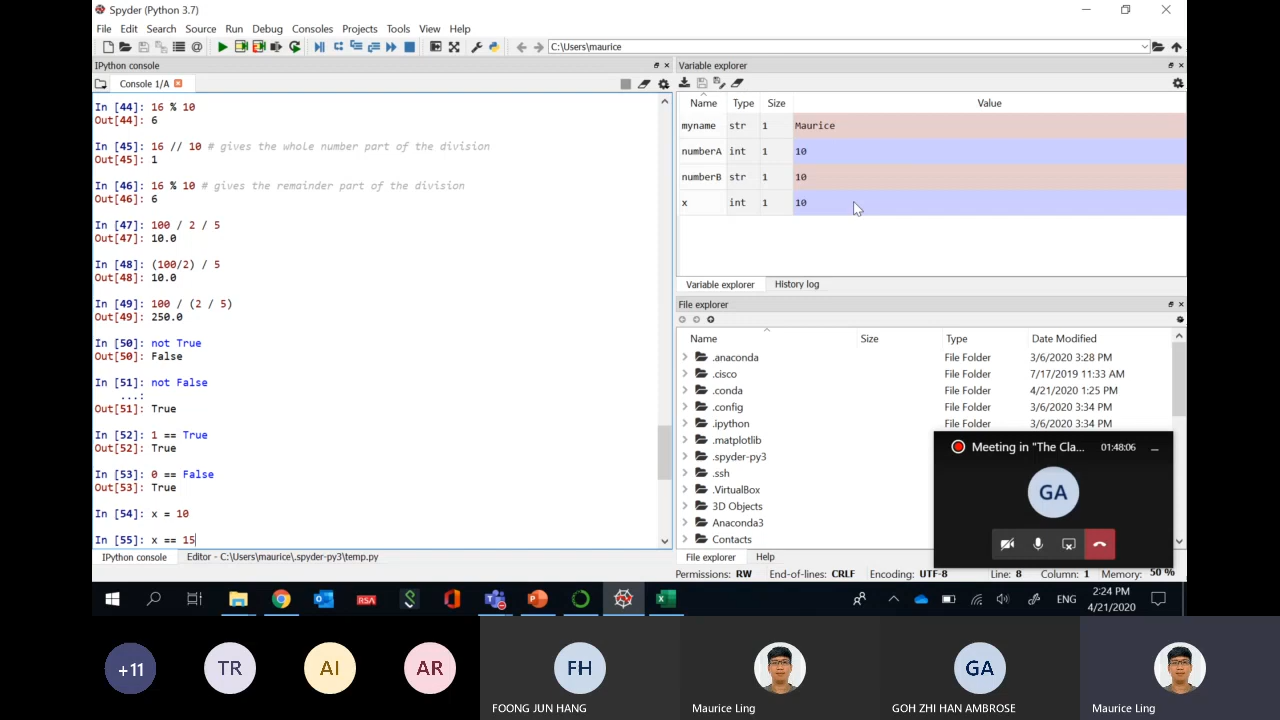 Spyder (Python 3.7)
File Edit Search Source Run Debug Consoles Projects Tools View Help
C:\Users\maurice
IPython console
Console 1/A
In [44]: 16 % 10
Out[44]: 6
In [45]: 16 // 10 # gives the whole number part of the division
Out[45]: 1
In [46]: 16 % 10 # gives the remainder part of the division
Out[46]: 6
In [47]: 100 / 2 / 5
Out[47]: 10.0
In [48]: (100/2) / 5
Out[48]: 10.0
In [49]: 100 / (2 / 5)
Out[49]: 250.0
In [50]: not True
Out[50]: False
In [51]: not False
...:
Out[51]: True
In [52]: 1 == True
Out[52]: True
In [53]: 0 == False
Out[53]: True
In [54]: x = 10
In [55]: x == 15
IPython console Editor - C:\Users\maurice\.spyder-py3\temp.py
Variable explorer
Name Type Size Value
myname str 1 Maurice
numberA int 1 10
numberB str 1 10
x int 1 10
Variable explorer History log
File explorer
Name Size Type Date Modified
.anaconda File Folder 3/6/2020 3:28 PM
.cisco File Folder 7/17/2019 11:33 AM
.conda File Folder 4/21/2020 1:25 PM
.config File Folder 3/6/2020 3:34 PM
.ipython File Folder 3/6/2020 3:34 PM
.matplotlib File Folder
.spyder-py3
.ssh
.VirtualBox
3D Objects
Anaconda3
Contacts
Meeting in "The Cla... 01:48:06
GA
File explorer Help
Permissions: RW End-of-lines: CRLF Encoding: UTF-8 Line: 8 Column: 1 Memory: 50 %
RSA
ENG
2:24 PM
4/21/2020
+11 TR AI AR FH GA
FOONG JUN HANG Maurice Ling GOH ZHI HAN AMBROSE Maurice Ling